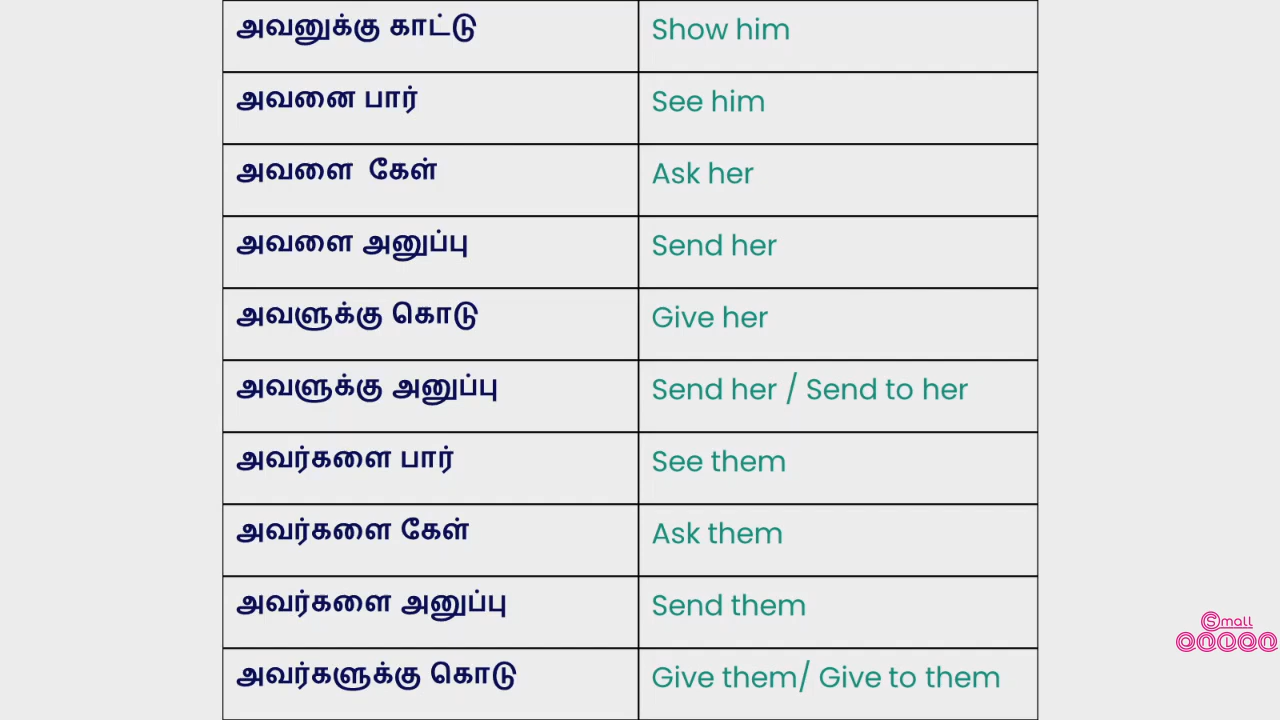 அவனுக்கு காட்டு Show him
அவனை பார் See him
அவளை கேள் Ask her
அவளை அனுப்பு Send her
அவளுக்கு கொடு Give her
அவளுக்கு அனுப்பு Send her / Send to her
அவர்களை பார் See them
அவர்களை கேள் Ask them
அவர்களை அனுப்பு Send them
அவர்களுக்கு கொடு Give them/ Give to them
Small
onion